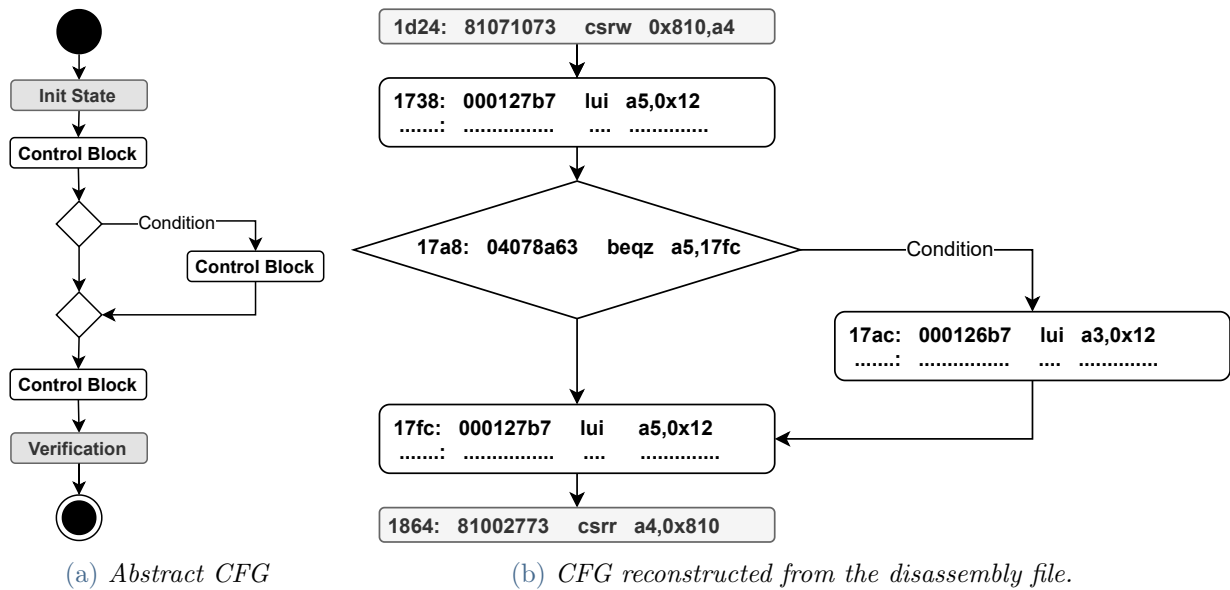 Init State
Control Block
Condition
Control Block
Control Block
Verification
(a) Abstract CFG
1d24: 81071073 csrw 0x810,a4
1738: 000127b7 lui a5,0x12
.......: ................ .... ..............
17a8: 04078a63 beqz a5,17fc
Condition
17ac: 000126b7 lui a3,0x12
.......: ................ .... ..............
17fc: 000127b7 lui a5,0x12
.......: ................ .... ..............
1864: 81002773 csrr a4,0x810
(b) CFG reconstructed from the disassembly file.